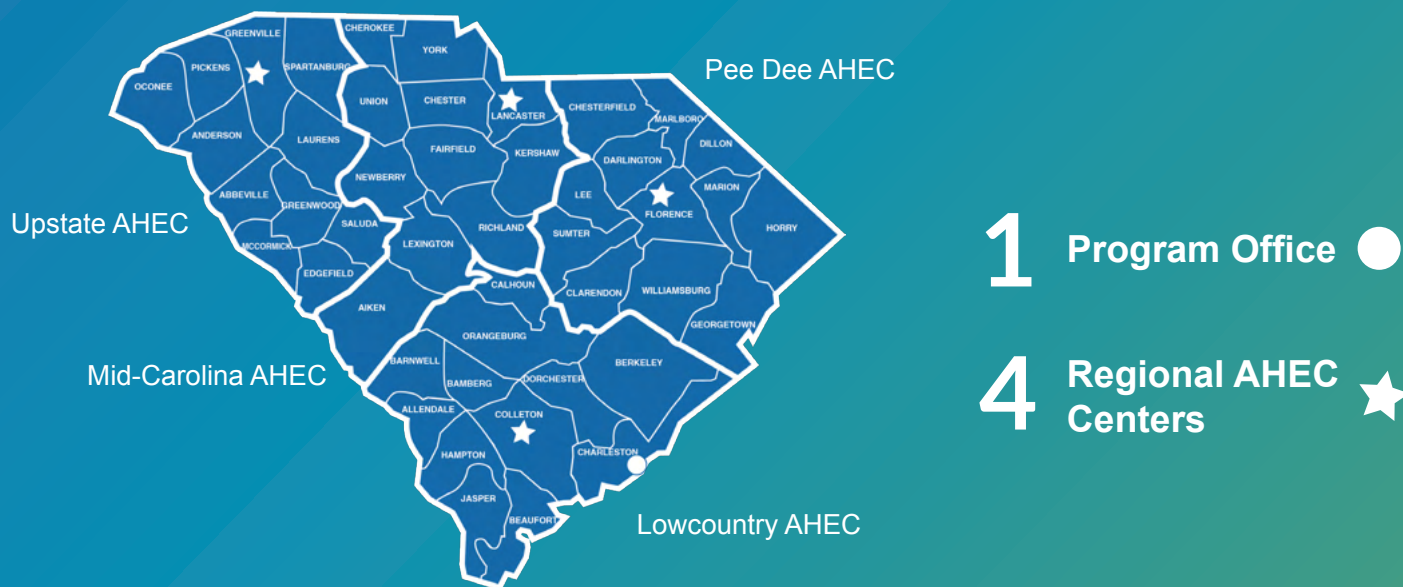 GREENVILLE
CHEROKEE
YORK
PICKENS
SPARTANBURG
OCONEE
UNION
CHESTER
LANCASTER
CHESTERFIELD
MARLBORO
Pee Dee AHEC
ANDERSON
LAURENS
FAIRFIELD
KERSHAW
DARLINGTON
DILLON
ABBEVILLE
NEWBERRY
LEE
MARION
GREENWOOD
FLORENCE
Upstate AHEC
SALUDA
RICHLAND
SUMTER
HORRY
MCCORMICK
LEXINGTON
EDGEFIELD
CALHOUN
CLARENDON
WILLIAMSBURG
AIKEN
ORANGEBURG
GEORGETOWN
Mid-Carolina AHEC
BARNWELL
BAMBERG
DORCHESTER
BERKELEY
ALLENDALE
COLLETON
HAMPTON
CHARLESTON
JASPER
BEAUFORT
Lowcountry AHEC
1 Program Office
4 Regional AHEC
Centers